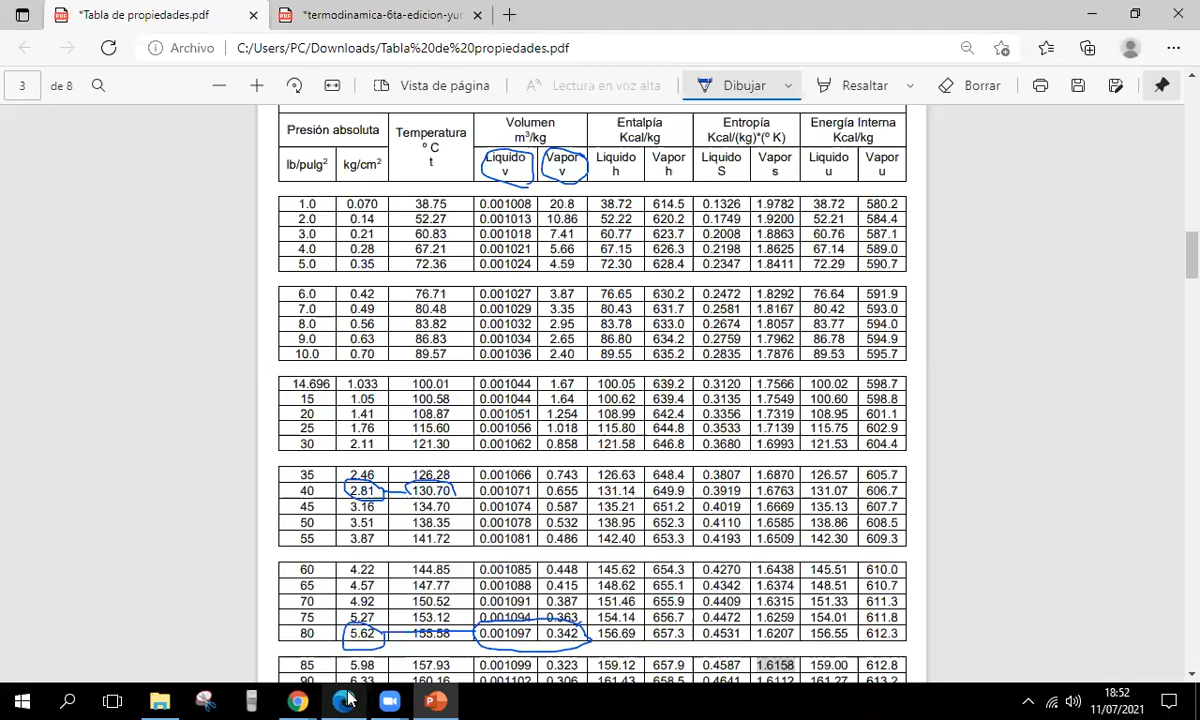 *Tabla de propiedades.pdf
*termodinamica-6ta-edicion-yur
Archivo
C:/Users/PC/Downloads/Tabla%20de%20propiedades.pdf
3 de 8
Vista de página
Lectura en voz alta
Dibujar
Resaltar
Borrar
Presión absoluta Temperatura º C t Volumen m3/kg Entalpía Kcal/kg Entropía Kcal/(kg)*(º K) Energía Interna Kcal/kg
lb/pulg2 kg/cm2 Liquido v Vapor v Liquido h Vapor h Liquido S Vapor s Liquido u Vapor u
1.0 0.070 38.75 0.001008 20.8 38.72 614.5 0.1326 1.9782 38.72 580.2
2.0 0.14 52.27 0.001013 10.86 52.22 620.2 0.1749 1.9200 52.21 584.4
3.0 0.21 60.83 0.001018 7.41 60.77 623.7 0.2008 1.8863 60.76 587.1
4.0 0.28 67.21 0.001021 5.66 67.15 626.3 0.2198 1.8625 67.14 589.0
5.0 0.35 72.36 0.001024 4.59 72.30 628.4 0.2347 1.8411 72.29 590.7
6.0 0.42 76.71 0.001027 3.87 76.65 630.2 0.2472 1.8292 76.64 591.9
7.0 0.49 80.48 0.001029 3.35 80.43 631.7 0.2581 1.8167 80.42 593.0
8.0 0.56 83.82 0.001032 2.95 83.78 633.0 0.2674 1.8057 83.77 594.0
9.0 0.63 86.83 0.001034 2.65 86.80 634.2 0.2759 1.7962 86.78 594.9
10.0 0.70 89.57 0.001036 2.40 89.55 635.2 0.2835 1.7876 89.53 595.7
14.696 1.033 100.01 0.001044 1.67 100.05 639.2 0.3120 1.7566 100.02 598.7
15 1.05 100.58 0.001044 1.64 100.62 639.4 0.3135 1.7549 100.60 598.8
20 1.41 108.87 0.001051 1.254 108.99 642.4 0.3356 1.7319 108.95 601.1
25 1.76 115.60 0.001056 1.018 115.80 644.8 0.3533 1.7139 115.75 602.9
30 2.11 121.30 0.001062 0.858 121.58 646.8 0.3680 1.6993 121.53 604.4
35 2.46 126.28 0.001066 0.743 126.63 648.4 0.3807 1.6870 126.57 605.7
40 2.81 130.70 0.001071 0.655 131.14 649.9 0.3919 1.6763 131.07 606.7
45 3.16 134.70 0.001074 0.587 135.21 651.2 0.4019 1.6669 135.13 607.7
50 3.51 138.35 0.001078 0.532 138.95 652.3 0.4110 1.6585 138.86 608.5
55 3.87 141.72 0.001081 0.486 142.40 653.3 0.4193 1.6509 142.30 609.3
60 4.22 144.85 0.001085 0.448 145.62 654.3 0.4270 1.6438 145.51 610.0
65 4.57 147.77 0.001088 0.415 148.62 655.1 0.4342 1.6374 148.51 610.7
70 4.92 150.52 0.001091 0.387 151.46 655.9 0.4409 1.6315 151.33 611.3
75 5.27 153.12 0.001094 0.363 154.14 656.7 0.4472 1.6259 154.01 611.8
80 5.62 155.58 0.001097 0.342 156.69 657.3 0.4531 1.6207 156.55 612.3
85 5.98 157.93 0.001099 0.323 159.12 657.9 0.4587 1.6158 159.00 612.8
90 6.33 160.16 0.001102 0.306 161.43 658.5 0.4641 1.6112 161.27 613.2
18:52
11/07/2021